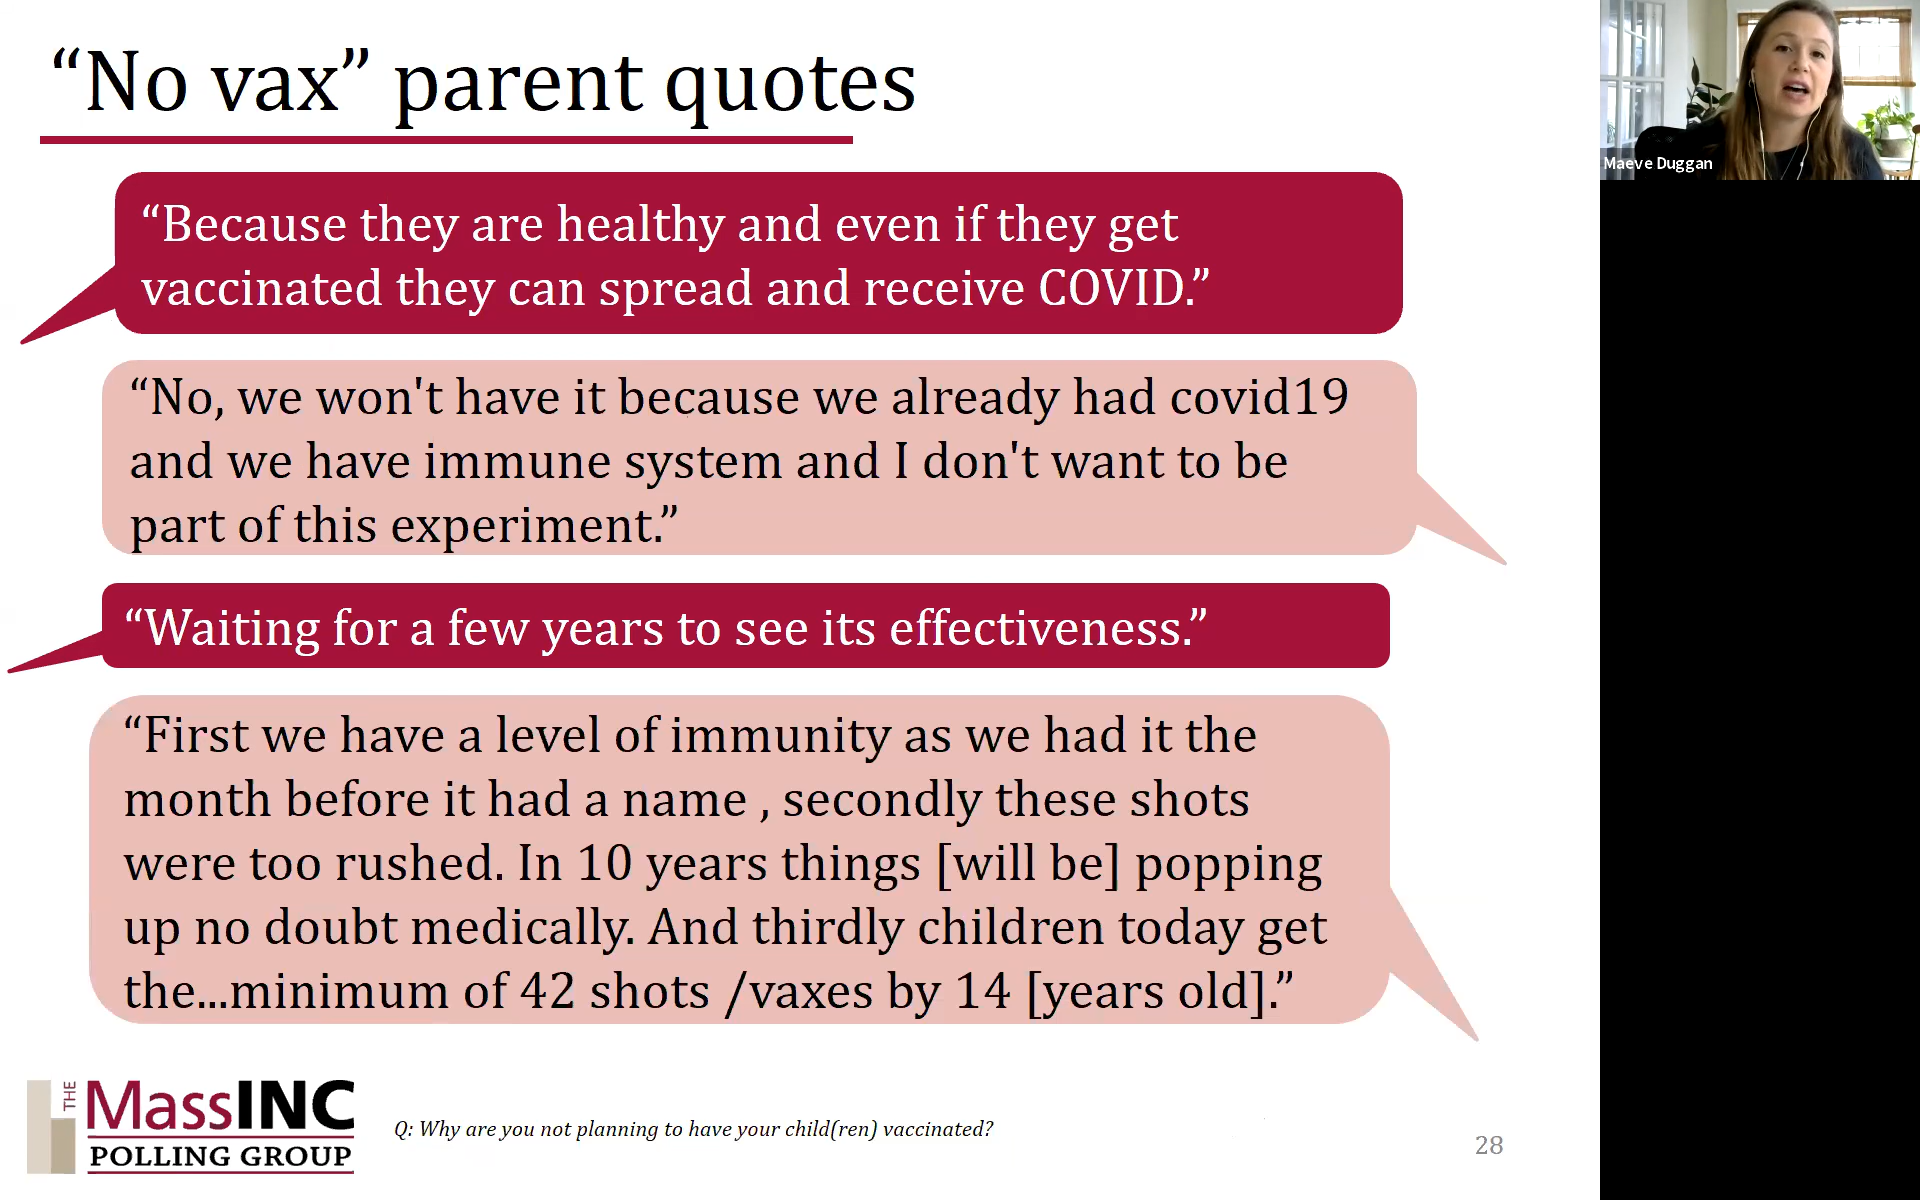 “No vax” parent quotes
“Because they are healthy and even if they get
vaccinated they can spread and receive COVID.”
“No, we won't have it because we already had covid19
and we have immune system and I don't want to be
part of this experiment.”
“Waiting for a few years to see its effectiveness.”
“First we have a level of immunity as we had it the
month before it had a name , secondly these shots
were too rushed. In 10 years things [will be] popping
up no doubt medically. And thirdly children today get
the...minimum of 42 shots /vaxes by 14 [years old].”
THE
MassINC
POLLING GROUP
Q: Why are you not planning to have your child(ren) vaccinated?
28
Maeve Duggan